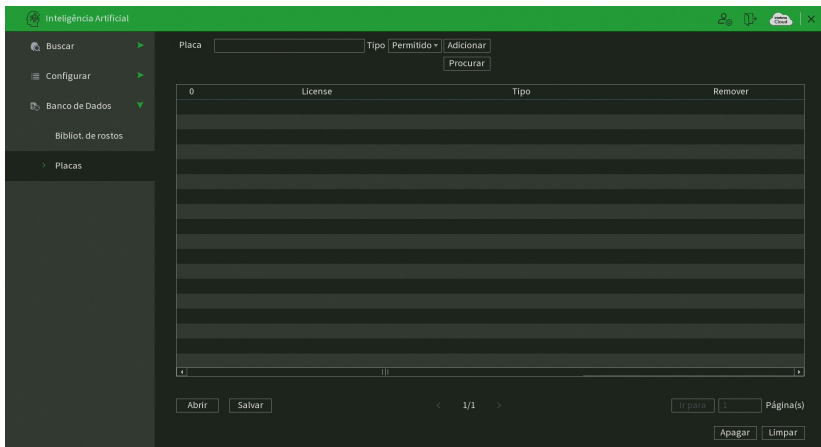 Inteligência Artificial
Buscar
Configurar
Banco de Dados
Bibliot. de rostos
Placas
Placa Tipo Permitido Adicionar
Procurar
0 License Tipo Remover
Abrir Salvar < 1/1 > Ir para 1 Página(s)
Apagar Limpar